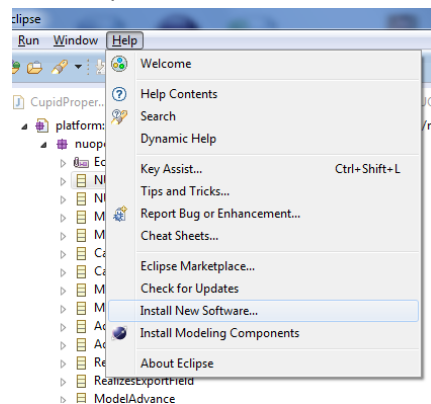 clipse
Run Window Help
Welcome
CupidProper...
Help Contents
platform:
Search
nuop
Dynamic Help
Ec
Key Assist... Ctrl+Shift+L
NU
Tips and Tricks...
Report Bug or Enhancement...
M
Cheat Sheets...
M
Ca
Eclipse Marketplace...
Ca
Check for Updates
M
Install New Software...
M
Install Modeling Components
Ac
Ac
About Eclipse
Re
RealizesExportField
ModelAdvance